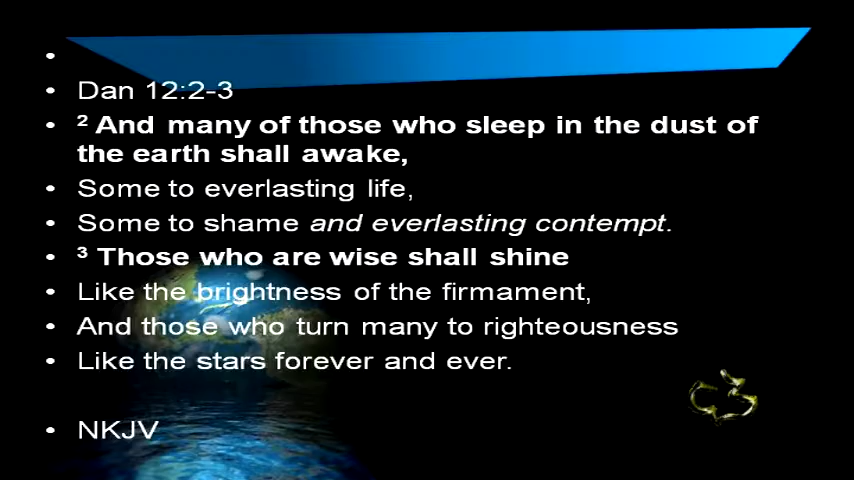 •
• Dan 12:2-3
• ² And many of those who sleep in the dust of
the earth shall awake,
• Some to everlasting life,
• Some to shame and everlasting contempt.
• ³ Those who are wise shall shine
• Like the brightness of the firmament,
• And those who turn many to righteousness
• Like the stars forever and ever.
• NKJV
C3